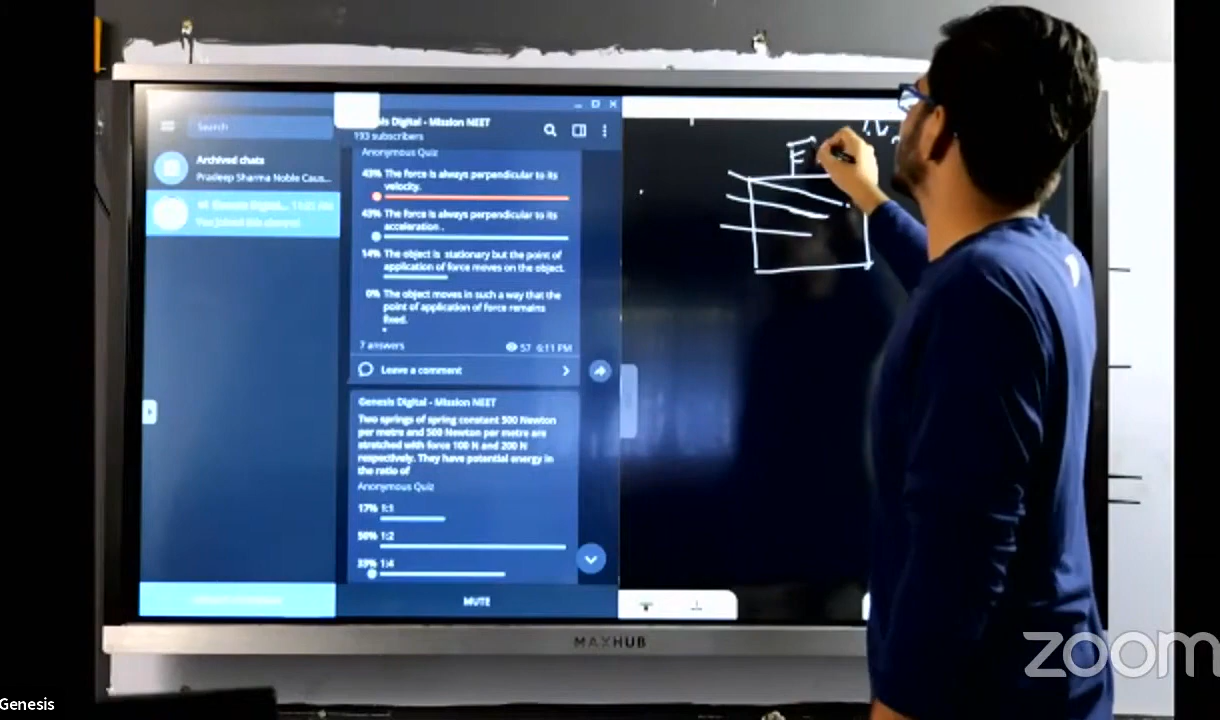 Search
Archived chats
Pradeep Sharma Noble Caus...
Digital - Mission NEET
193 subscribers
Anonymous Quiz
43% The force is always perpendicular to its
velocity.
43% The force is always perpendicular to its
acceleration .
14% The object is stationary but the point of
application of force moves on the object.
0% The object moves in such a way that the
point of application of force remains
fixed.
7 answers 57 6:11 PM
Leave a comment
Genesis Digital - Mission NEET
Two springs of spring constant 500 Newton
per metre and 500 Newton per metre are
stretched with force 100 N and 200 N
respectively. They have potential energy in
the ratio of
Anonymous Quiz
17% 1:1
50% 1:2
33% 1:4
MUTE
F
MAXHUB
zoom
Genesis